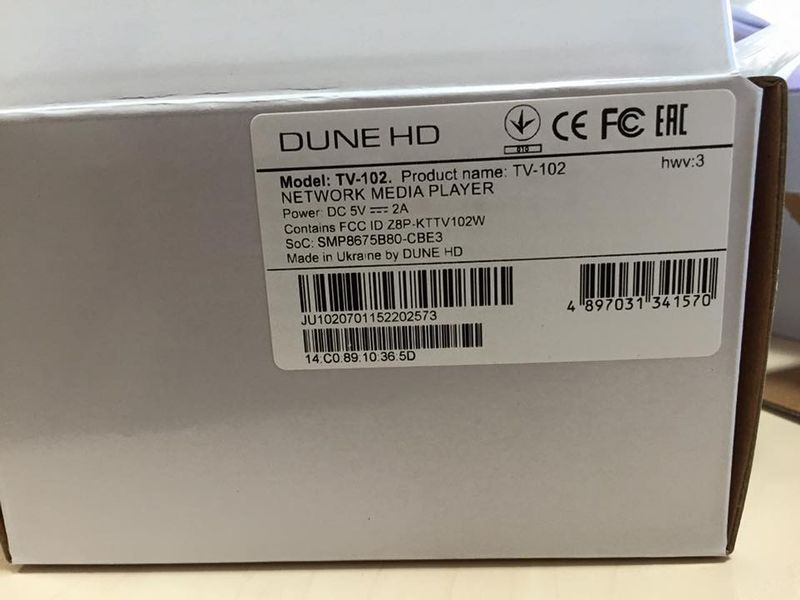 DUNE HD
010
CE FC EAC
Model: TV-102. Product name: TV-102
hwv:3
NETWORK MEDIA PLAYER
Power: DC 5V ⎓ 2A
Contains FCC ID Z8P-KTTV102W
SoC: SMP8675B80-CBE3
Made in Ukraine by DUNE HD
JU1020701152202573
4 897031 341570
14.C0.89.10.36.5D